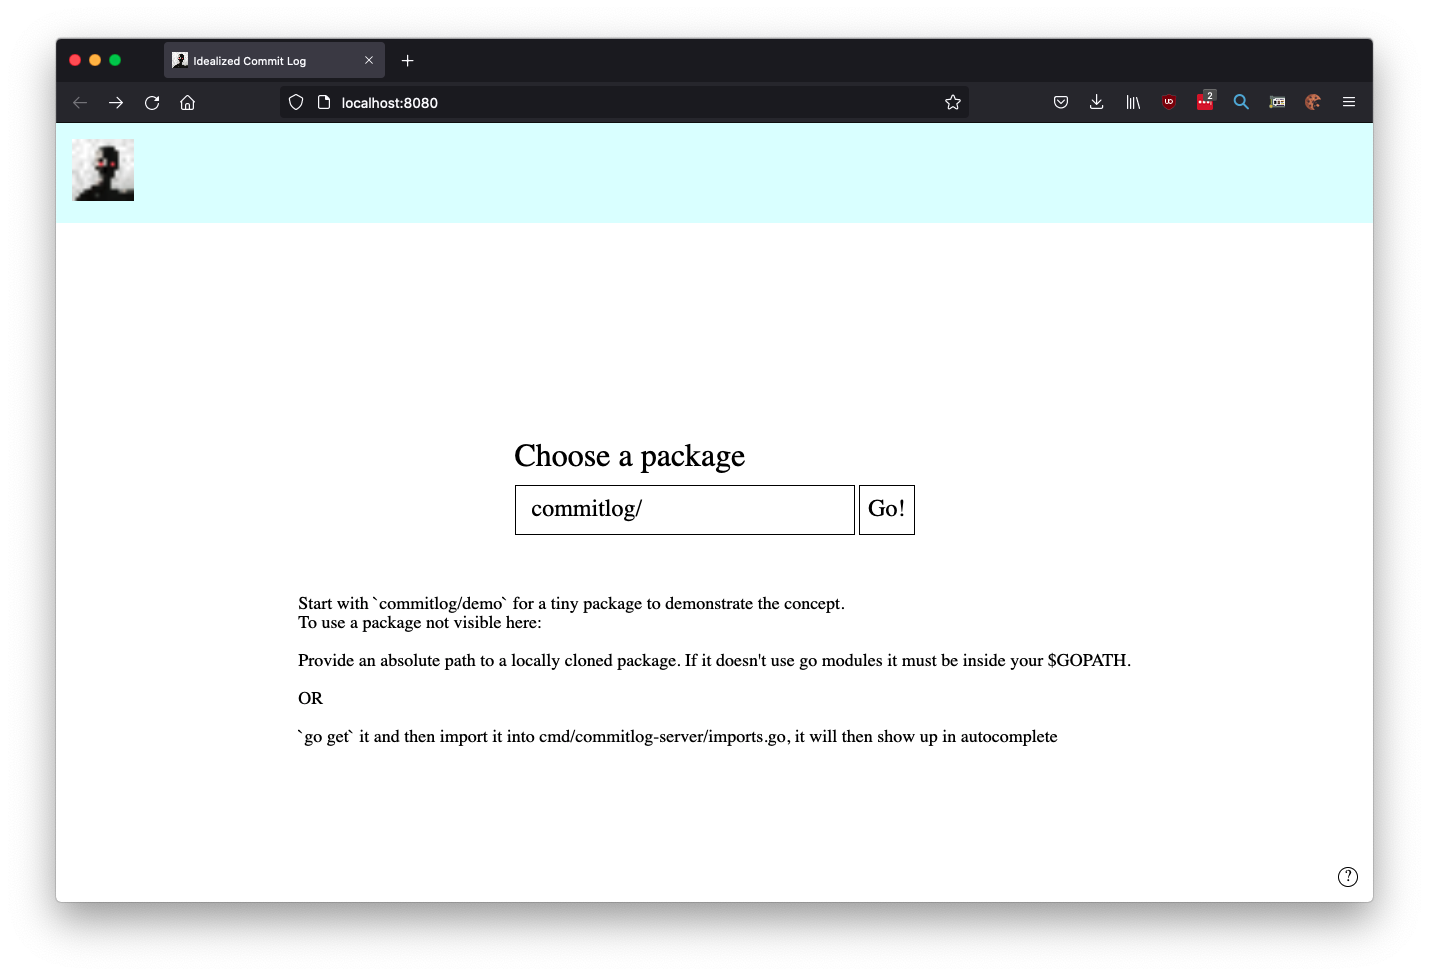 Idealized Commit Log
localhost:8080
2
Choose a package
commitlog/
Go!
Start with `commitlog/demo` for a tiny package to demonstrate the concept.
To use a package not visible here:
Provide an absolute path to a locally cloned package. If it doesn't use go modules it must be inside your $GOPATH.
OR
`go get` it and then import it into cmd/commitlog-server/imports.go, it will then show up in autocomplete
?